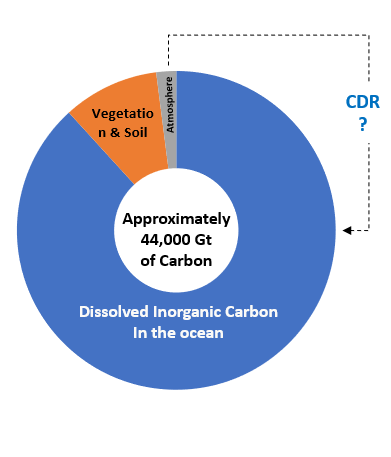 CDR
?
Atmosphere
Vegetatio
n & Soil
Approximately
44,000 Gt
of Carbon
Dissolved Inorganic Carbon
In the ocean